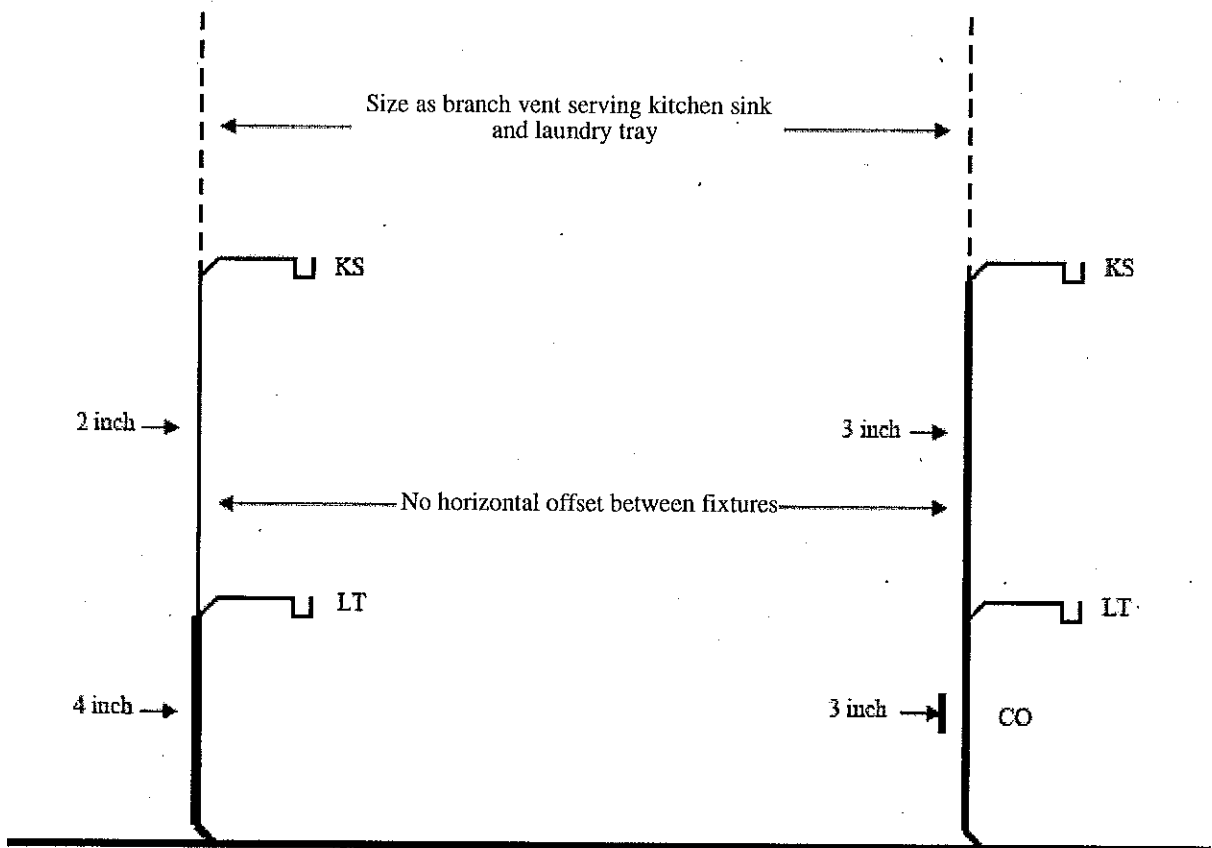 Size as branch vent serving kitchen sink
and laundry tray
KS
KS
2 inch
3 inch
No horizontal offset between fixtures
LT
LT
4 inch
3 inch
CO